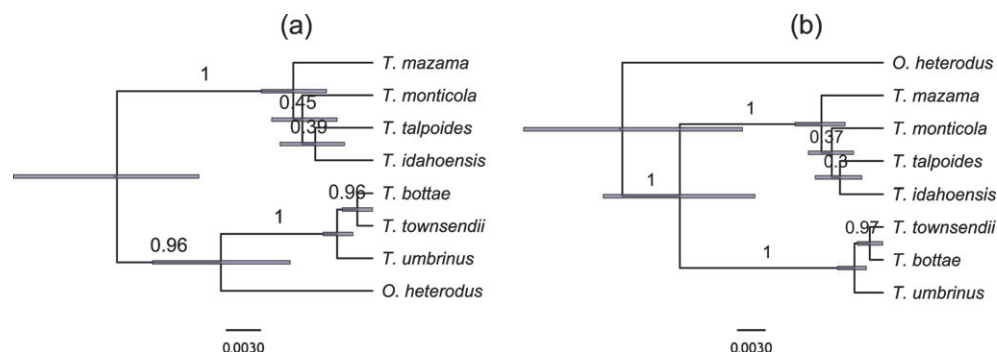 (a)
T. mazama
1
T. monticola
0.45
T. talpoides
0.39
T. idahoensis
T. bottae
0.96
T. townsendii
1
T. umbrinus
0.96
O. heterodus
0.0030
(b)
O. heterodus
T. mazama
1
T. monticola
0.37
T. talpoides
0.3
T. idahoensis
1
T. townsendii
0.97
T. bottae
1
T. umbrinus
0.0030